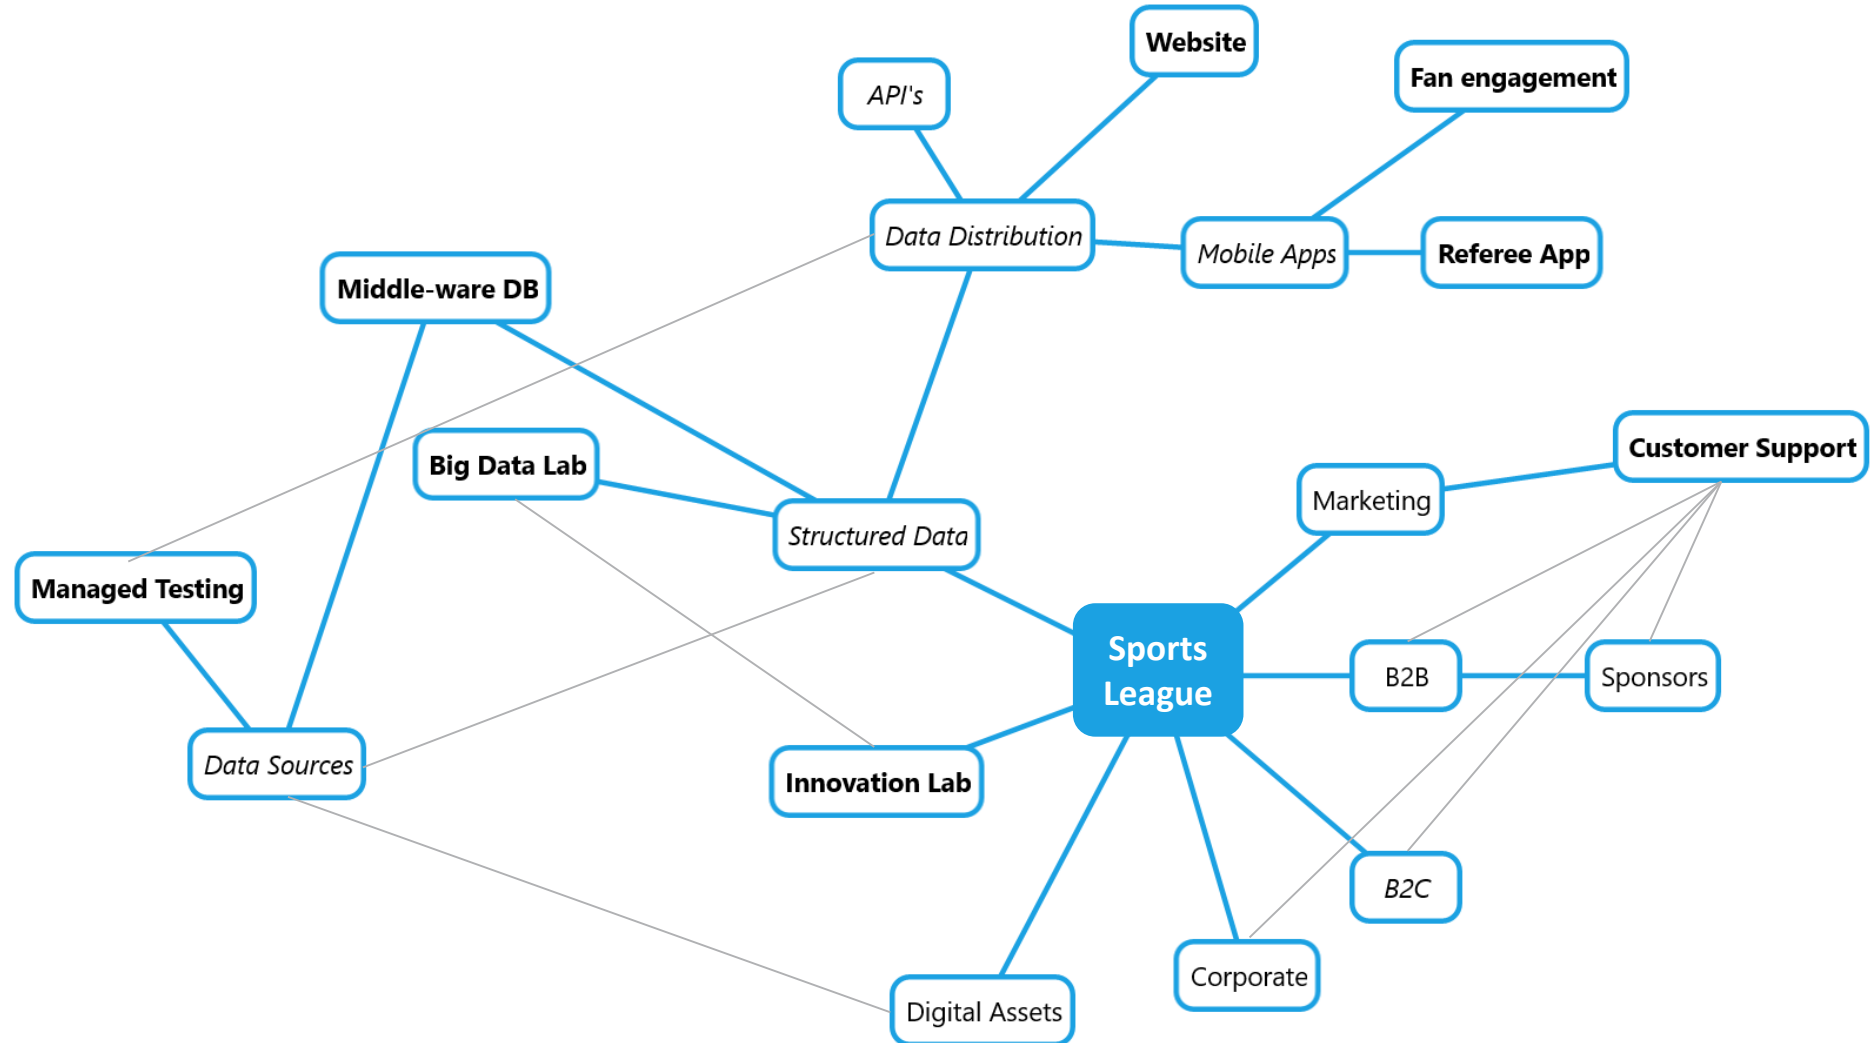 Website
Fan engagement
API's
Data Distribution
Mobile Apps
Referee App
Middle-ware DB
Customer Support
Big Data Lab
Marketing
Structured Data
Managed Testing
Sports
League
B2B
Sponsors
Data Sources
Innovation Lab
B2C
Corporate
Digital Assets